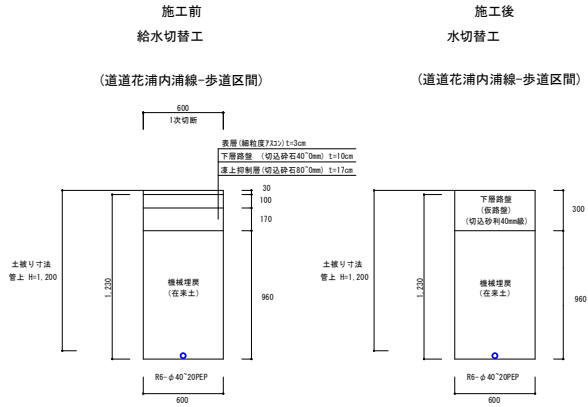 施工前
給水切替工
(道道花浦内浦線-歩道区間)
600
1次切断
表層(細粒度アスコン)t=3cm
下層路盤 (切込砕石40~0mm) t=10cm
凍上抑制層(切込砕石80~0mm)t=17cm
30
100
170
土被り寸法
管上 H=1,200
1,230
機械埋戻
(在来土)
960
R6-φ40~20PEP
600
施工後
水切替工
(道道花浦内浦線-歩道区間)
下層路盤
(仮路盤)
(切込砂利40mm級)
300
土被り寸法
管上 H=1,200
1,230
機械埋戻
(在来土)
960
R6-φ40~20PEP
600